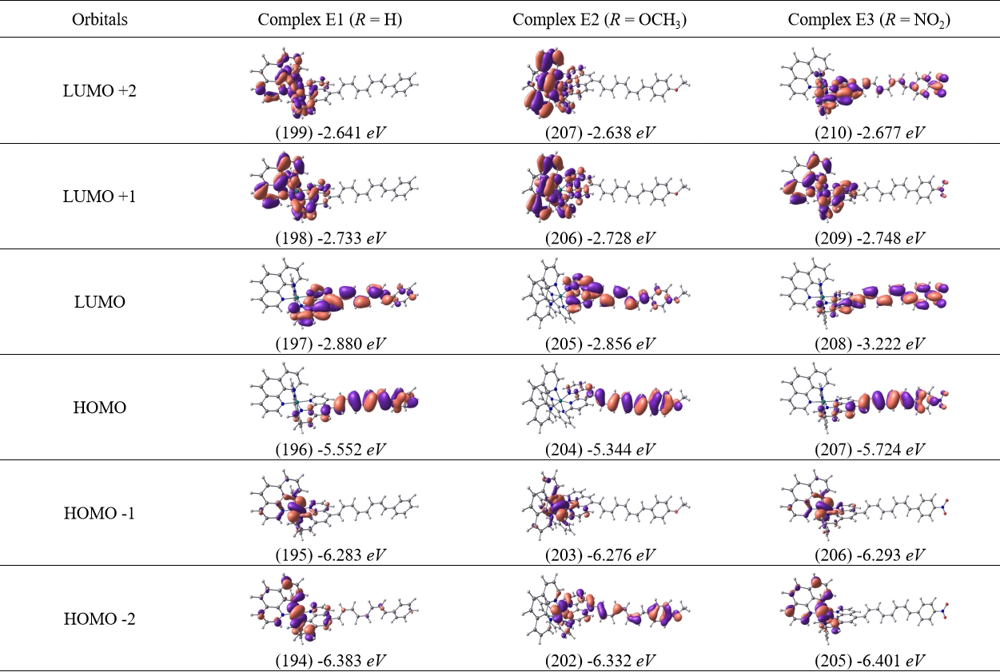 Orbitals Complex E1 (R = H) Complex E2 (R = OCH₃) Complex E3 (R = NO₂)
LUMO +2
(199) -2.641 eV (207) -2.638 eV (210) -2.677 eV
LUMO +1
(198) -2.733 eV (206) -2.728 eV (209) -2.748 eV
LUMO
(197) -2.880 eV (205) -2.856 eV (208) -3.222 eV
HOMO
(196) -5.552 eV (204) -5.344 eV (207) -5.724 eV
HOMO -1
(195) -6.283 eV (203) -6.276 eV (206) -6.293 eV
HOMO -2
(194) -6.383 eV (202) -6.332 eV (205) -6.401 eV